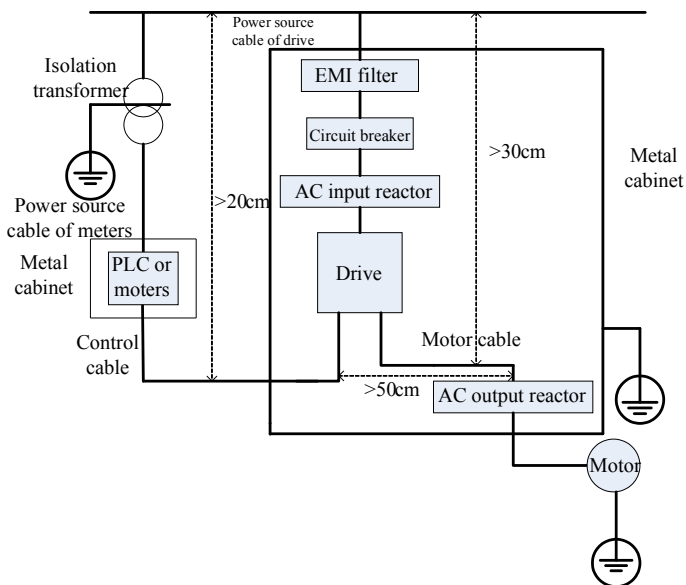 Power source
cable of drive
Isolation
transformer
EMI filter
Circuit breaker
>30cm
Metal
cabinet
AC input reactor
>20cm
Power source
cable of meters
Metal
cabinet
PLC or
moters
Drive
Control
cable
Motor cable
>50cm
AC output reactor
Motor